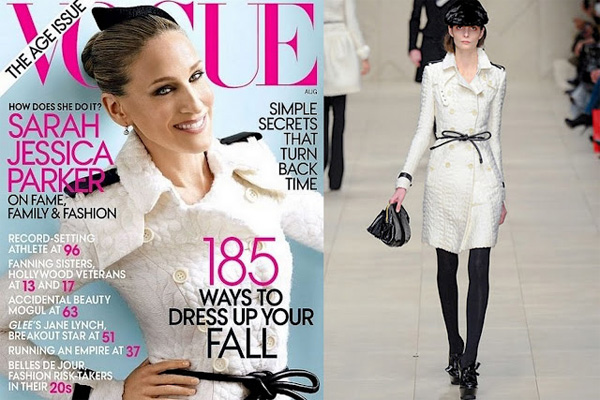 THE AGE ISSUE
VOGUE
AUG
HOW DOES SHE DO IT?
SARAH
JESSICA
PARKER
ON FAME,
FAMILY & FASHION
SIMPLE
SECRETS
THAT
TURN
BACK
TIME
RECORD-SETTING
ATHLETE AT 96
FANNING SISTERS,
HOLLYWOOD VETERANS
AT 13 AND 17
ACCIDENTAL BEAUTY
MOGUL AT 63
GLEE'S JANE LYNCH,
BREAKOUT STAR AT 51
RUNNING AN EMPIRE AT 37
BELLES DE JOUR,
FASHION RISK-TAKERS
IN THEIR 20s
185
WAYS TO
DRESS UP YOUR
FALL